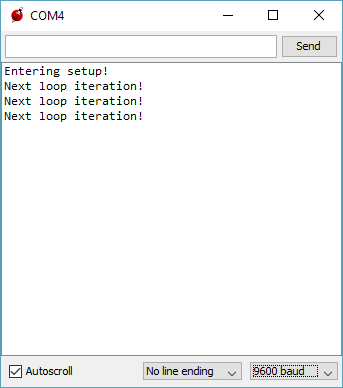 COM4
Send
Entering setup!
Next loop iteration!
Next loop iteration!
Next loop iteration!
Autoscroll
No line ending
9600 baud